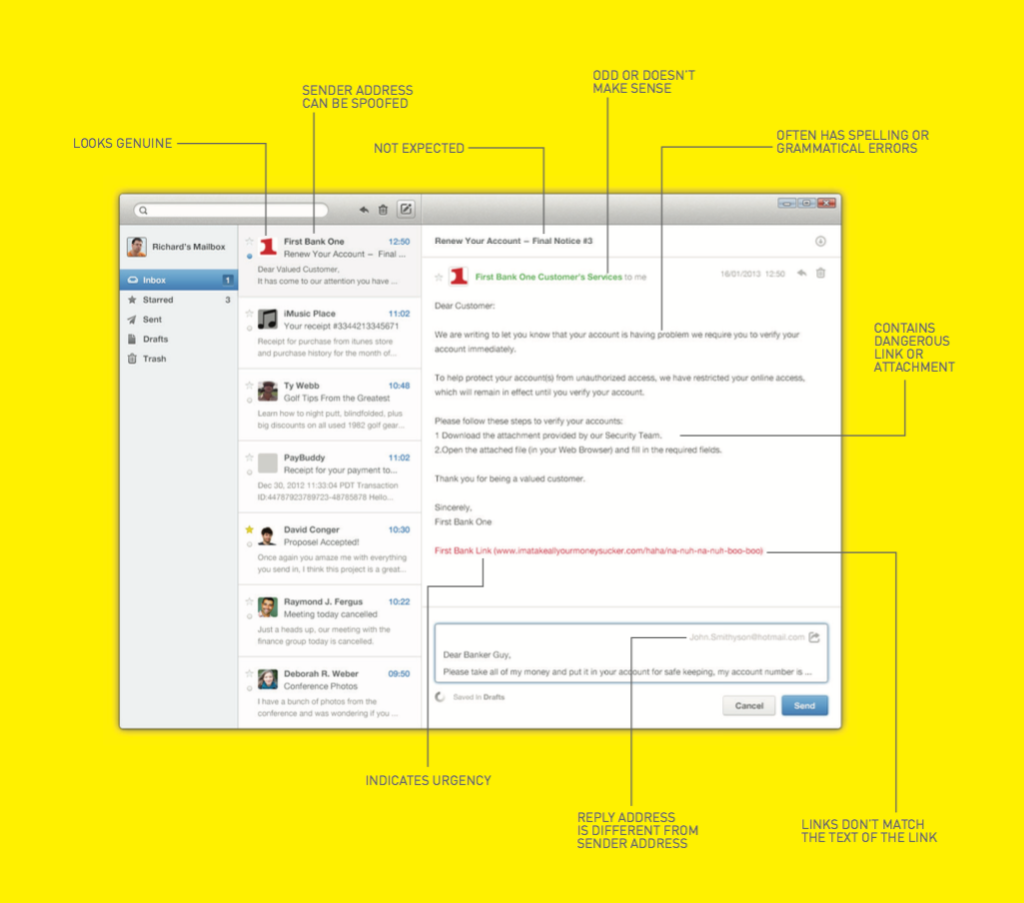 ODD OR DOESN'T
MAKE SENSE
SENDER ADDRESS
CAN BE SPOOFED
OFTEN HAS SPELLING OR
GRAMMATICAL ERRORS
LOOKS GENUINE
NOT EXPECTED
Richard's Mailbox
Inbox 1
Starred 3
Sent
Drafts
Trash
1
First Bank One 12:50
Renew Your Account – Final ...
Dear Valued Customer,
It has come to our attention you have ...
iMusic Place 11:02
Your receipt #3344213345671
Receipt for purchase from itunes store
and purchase history for the month of...
Ty Webb 10:48
Golf Tips From the Greatest
Learn how to night putt, blindfolded, plus
big discounts on all used 1982 golf gear...
PayBuddy 11:02
Receipt for your payment to...
Dec 30, 2012 11:33:04 PDT Transaction
ID:44787923789723-48785878 Hello...
David Conger 10:30
Proposel Accepted!
Once again you amaze me with everything
you send in, I think this project is a great...
Raymond J. Fergus 10:22
Meeting today cancelled
Just a heads up, our meeting with the
finance group today is cancelled.
Deborah R. Weber 09:50
Conference Photos
I have a bunch of photos from the
conference and was wondering if you ...
Renew Your Account – Final Notice #3
1
First Bank One Customer's Services to me 16/01/2013 12:50
Dear Customer:
We are writing to let you know that your account is having problem we require you to verify your
account immediately.
To help protect your account(s) from unauthorized access, we have restricted your online access,
which will remain in effect until you verify your account.
Please follow these steps to verify your accounts:
1 Download the attachment provided by our Security Team.
2.Open the attached file (in your Web Browser) and fill in the required fields.
Thank you for being a valued customer.
Sincerely,
First Bank One
First Bank Link (www.imatakeallyourmoneysucker.com/haha/na-nuh-na-nuh-boo-boo)
John.Smithyson@hotmail.com
Dear Banker Guy,
Please take all of my money and put it in your account for safe keeping, my account number is ...
Saved in Drafts
Cancel
Send
CONTAINS
DANGEROUS
LINK OR
ATTACHMENT
INDICATES URGENCY
REPLY ADDRESS
IS DIFFERENT FROM
SENDER ADDRESS
LINKS DON'T MATCH
THE TEXT OF THE LINK